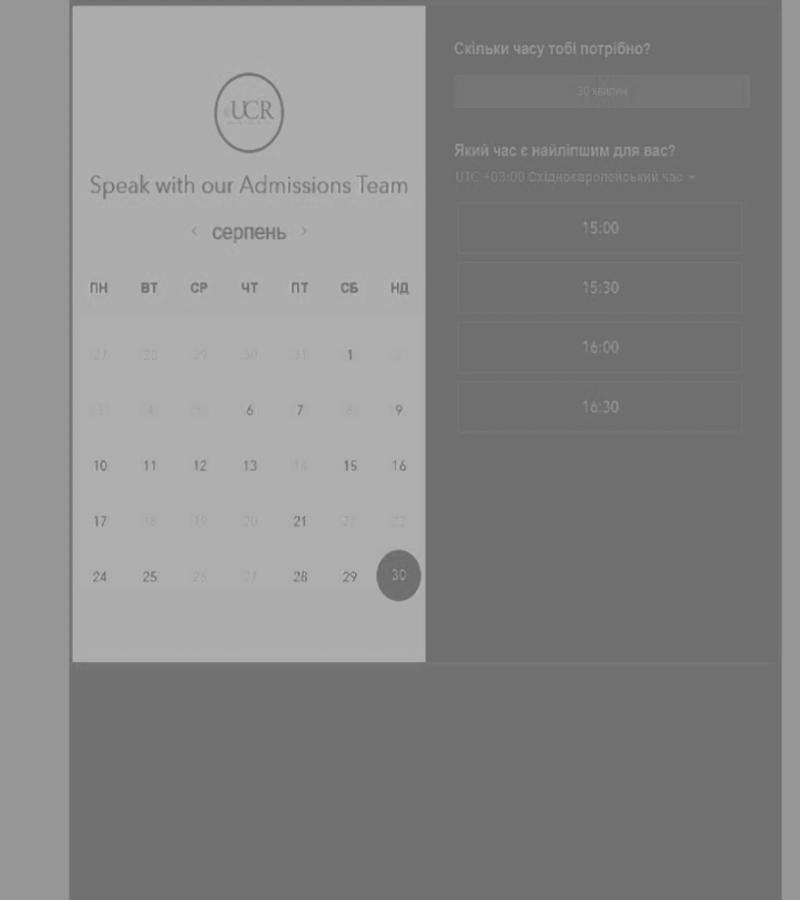 UCR
Speak with our Admissions Team
серпень
ПН ВТ СР ЧТ ПТ СБ НД
27 28 29 30 31 1
3 4 5 6 7 8 9
10 11 12 13 14 15 16
17 18 19 20 21 22 23
24 25 26 27 28 29 30
Скільки часу тобі потрібно?
30 хвилин
Який час є найліпшим для вас?
UTC +03:00 Східноєвропейський час
15:00
15:30
16:00
16:30